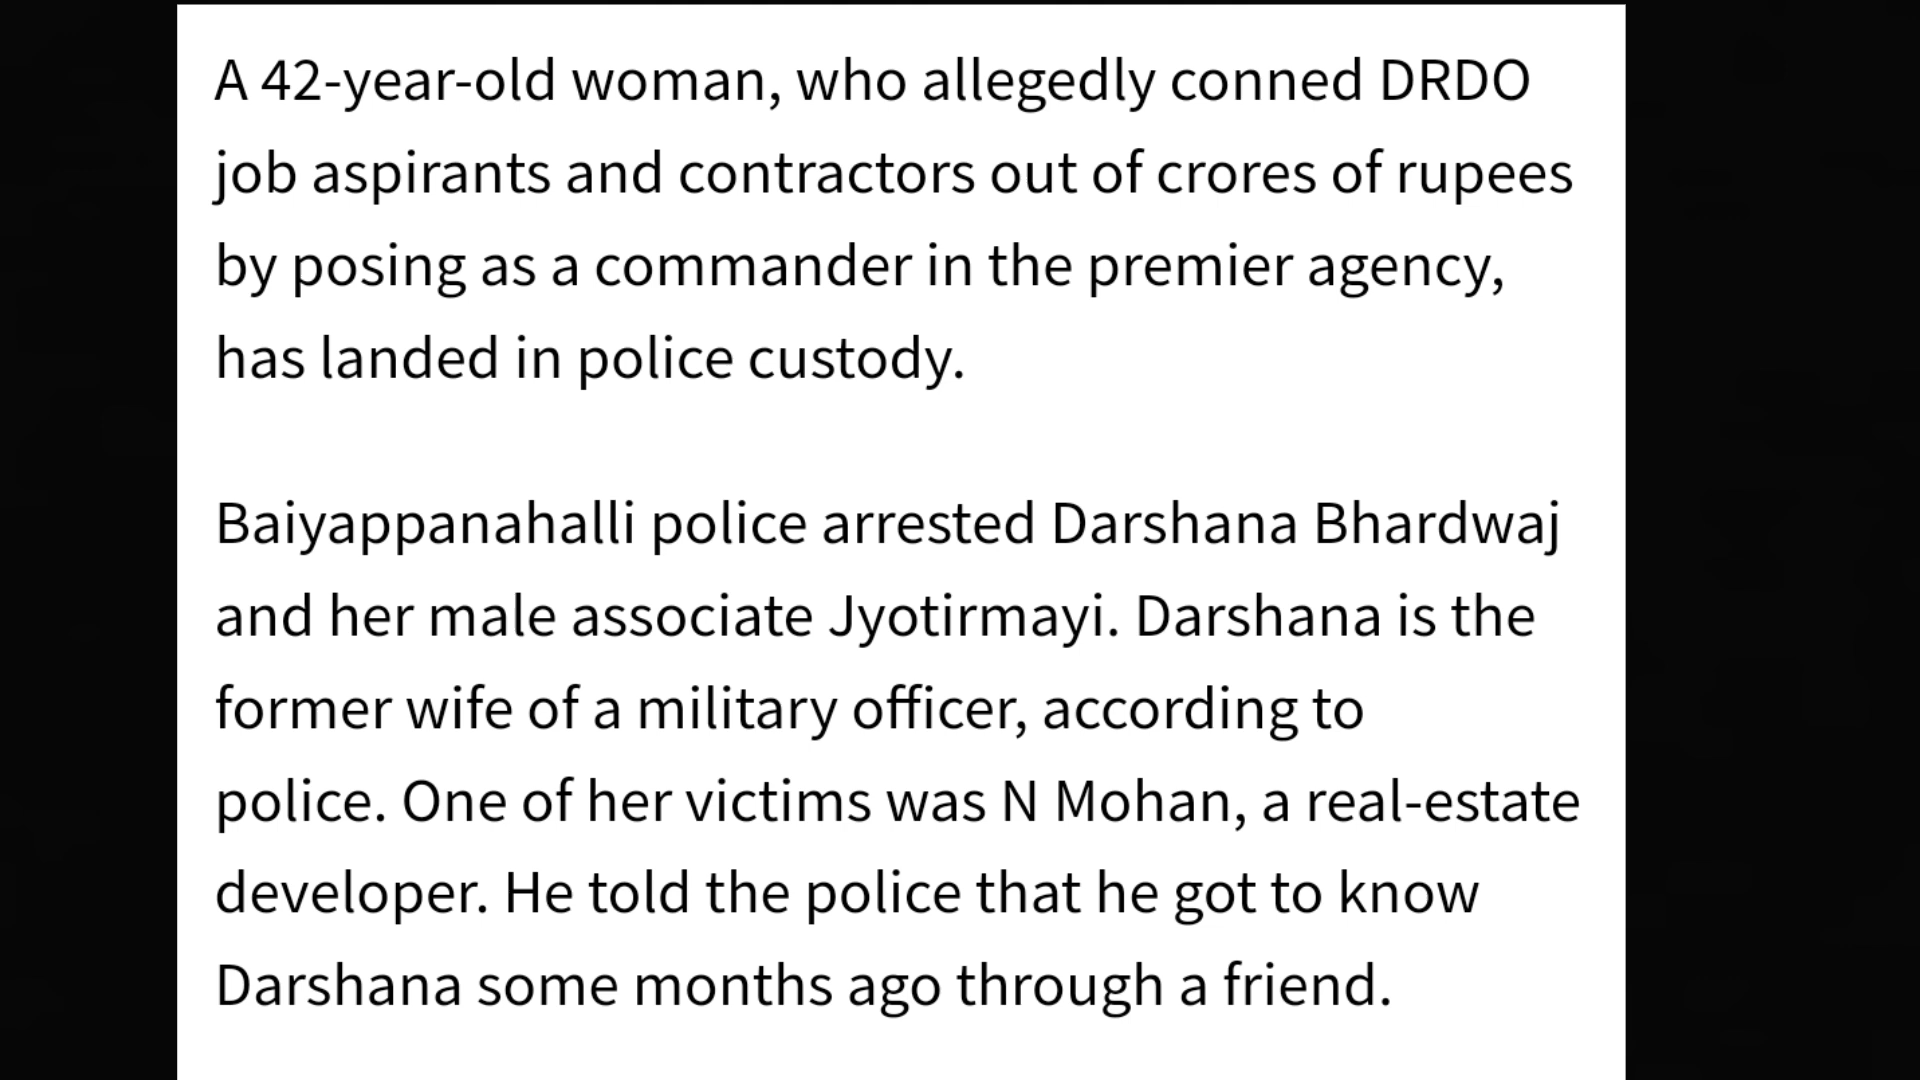 A 42-year-old woman, who allegedly conned DRDO
job aspirants and contractors out of crores of rupees
by posing as a commander in the premier agency,
has landed in police custody.
Baiyappanahalli police arrested Darshana Bhardwaj
and her male associate Jyotirmayi. Darshana is the
former wife of a military officer, according to
police. One of her victims was N Mohan, a real-estate
developer. He told the police that he got to know
Darshana some months ago through a friend.